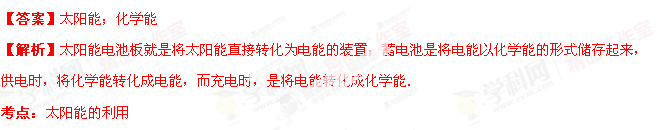 【答案】太阳能；化学能
【解析】太阳能电池板就是将太阳能直接转化为电能的装置；蓄电池是将电能以化学能的形式储存起来，
供电时，将化学能转化成电能，而充电时，是将电能转化成化学能．
考点：太阳能的利用